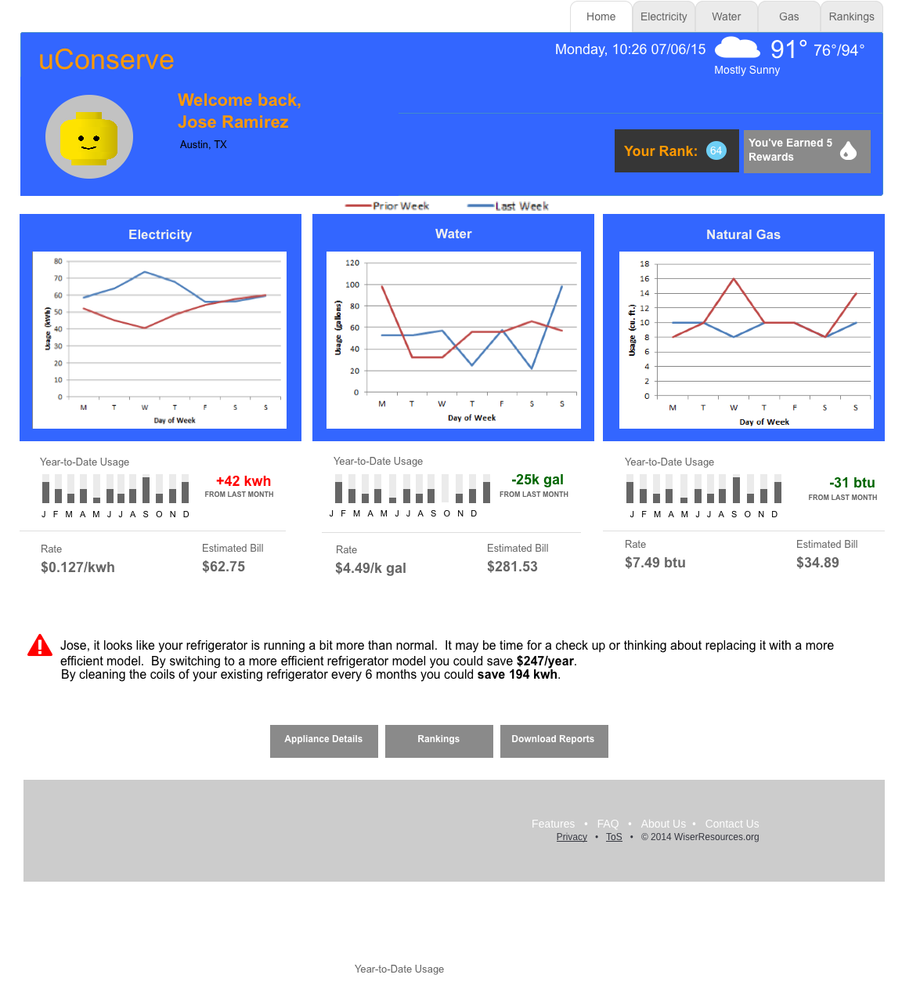 Home Electricity Water Gas Rankings
uConserve
Monday, 10:26 07/06/15 91° 76°/94°
Mostly Sunny
Welcome back,
Jose Ramirez
Austin, TX
Your Rank: 64
You've Earned 5
Rewards
Prior Week Last Week
Electricity
80
70
60
50
40
30
20
10
0
Usage (kWh)
M T W T F S S
Day of Week
Water
120
100
80
60
40
20
0
Usage (gallons)
M T W T F S S
Day of Week
Natural Gas
18
16
14
12
10
8
6
4
2
0
Usage (cu. ft.)
M T W T F S S
Day of Week
Year-to-Date Usage
+42 kwh
FROM LAST MONTH
J F M A M J J A S O N D
Rate
$0.127/kwh
Estimated Bill
$62.75
Year-to-Date Usage
-25k gal
FROM LAST MONTH
J F M A M J J A S O N D
Rate
$4.49/k gal
Estimated Bill
$281.53
Year-to-Date Usage
-31 btu
FROM LAST MONTH
J F M A M J J A S O N D
Rate
$7.49 btu
Estimated Bill
$34.89
Jose, it looks like your refrigerator is running a bit more than normal. It may be time for a check up or thinking about replacing it with a more
efficient model. By switching to a more efficient refrigerator model you could save $247/year.
By cleaning the coils of your existing refrigerator every 6 months you could save 194 kwh.
Appliance Details Rankings Download Reports
Features • FAQ • About Us • Contact Us
Privacy • ToS • © 2014 WiserResources.org
Year-to-Date Usage